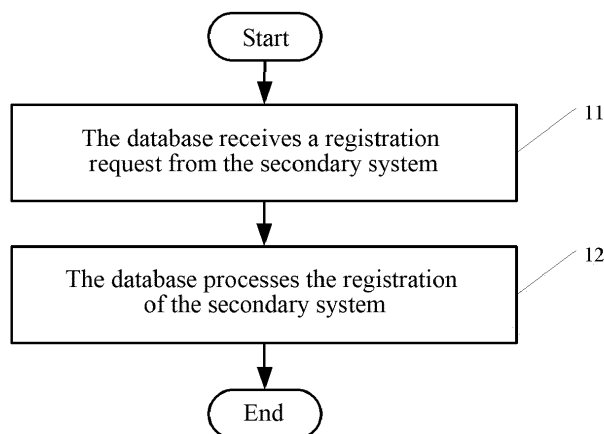 Start
The database receives a registration
request from the secondary system
11
The database processes the registration
of the secondary system
12
End